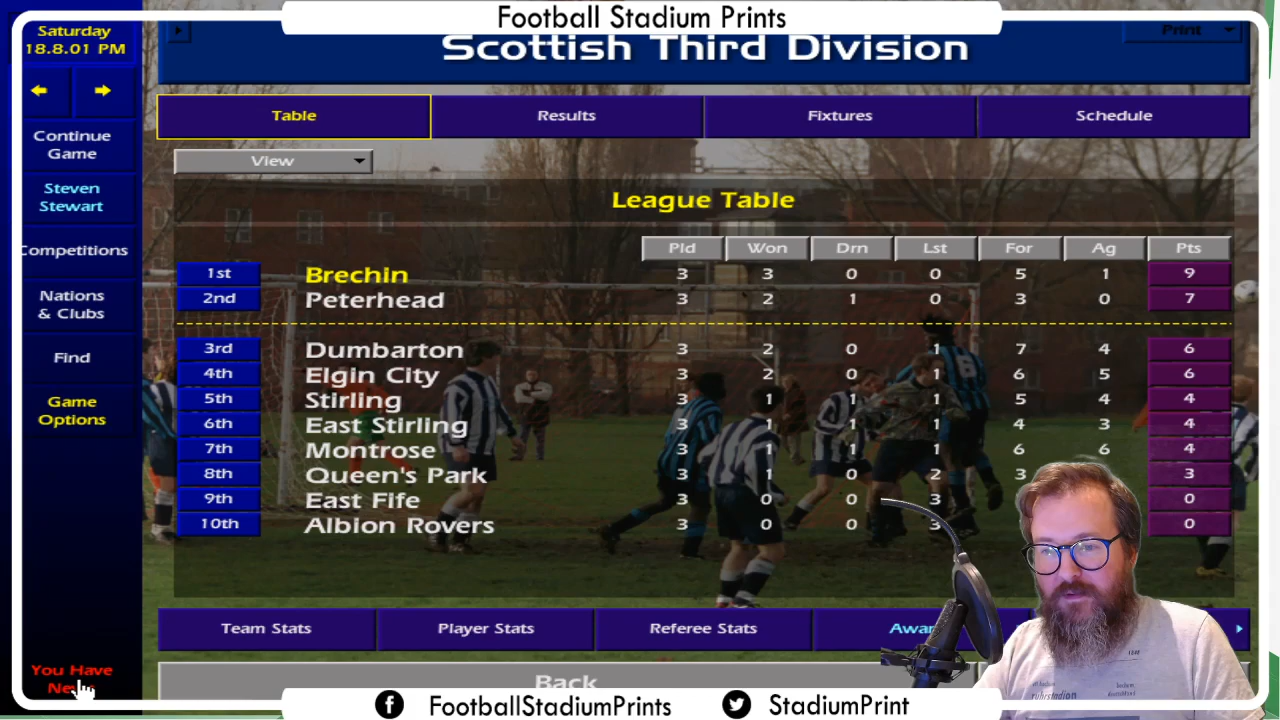 Football Stadium Prints
Saturday
18.8.01 PM
Scottish Third Division
Print
Table Results Fixtures Schedule
View
Continue
Game
Steven
Stewart
Competitions
Nations
& Clubs
Find
Game
Options
League Table
Pld Won Drn Lst For Ag Pts
1st Brechin 3 3 0 0 5 1 9
2nd Peterhead 3 2 1 0 3 0 7
3rd Dumbarton 3 2 0 1 7 4 6
4th Elgin City 3 2 0 1 6 5 6
5th Stirling 3 1 1 1 5 4 4
6th East Stirling 3 1 1 1 4 3 4
7th Montrose 3 1 1 1 6 6 4
8th Queen's Park 3 1 0 2 3 3
9th East Fife 3 0 0 3 0
10th Albion Rovers 3 0 0 3 0
Team Stats Player Stats Referee Stats
You Have
Back
FootballStadiumPrints StadiumPrint